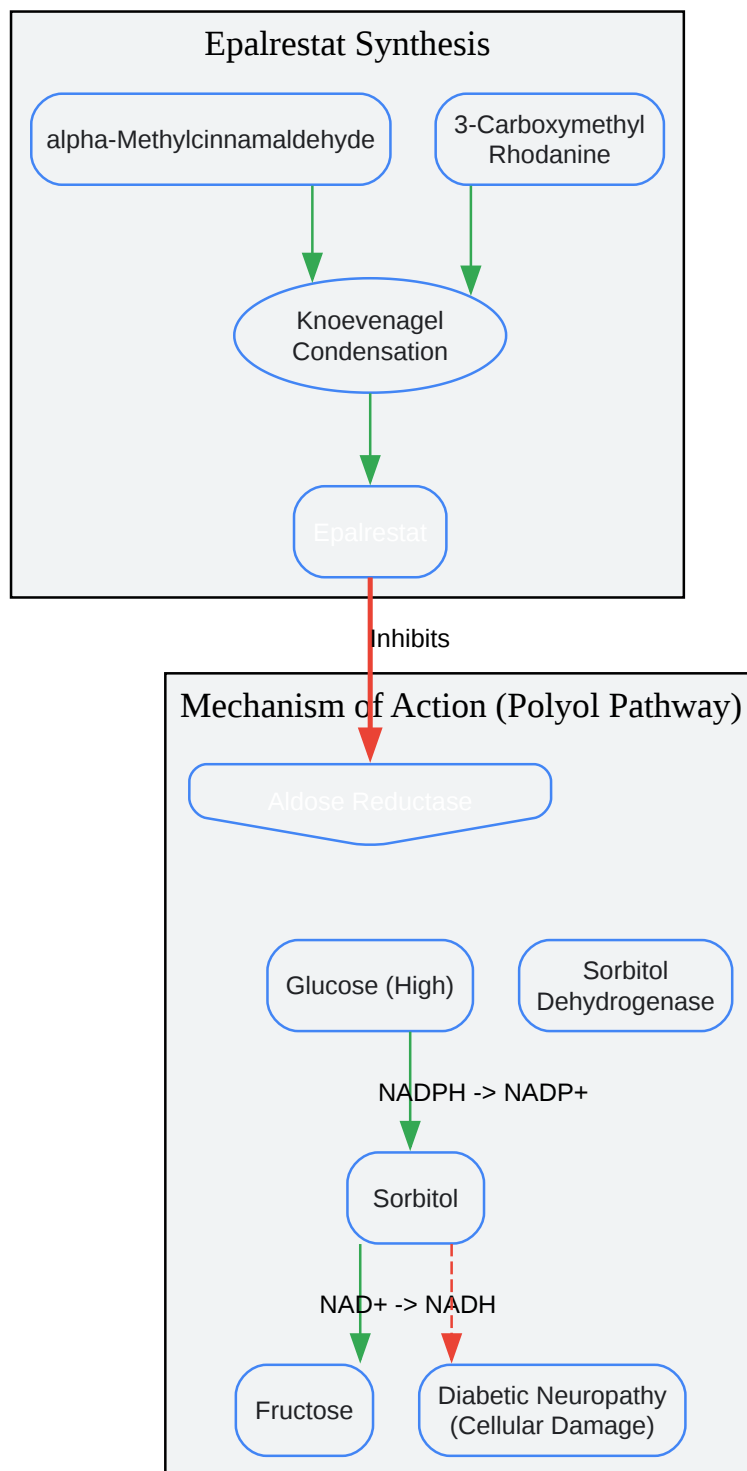 Epalrestat Synthesis
alpha-Methylcinnamaldehyde
3-Carboxymethyl
Rhodanine
Knoevenagel
Condensation
Epalrestat
Inhibits
Mechanism of Action (Polyol Pathway)
Aldose Reductase
Glucose (High)
Sorbitol
Dehydrogenase
NADPH -> NADP+
Sorbitol
NAD+ -> NADH
Fructose
Diabetic Neuropathy
(Cellular Damage)